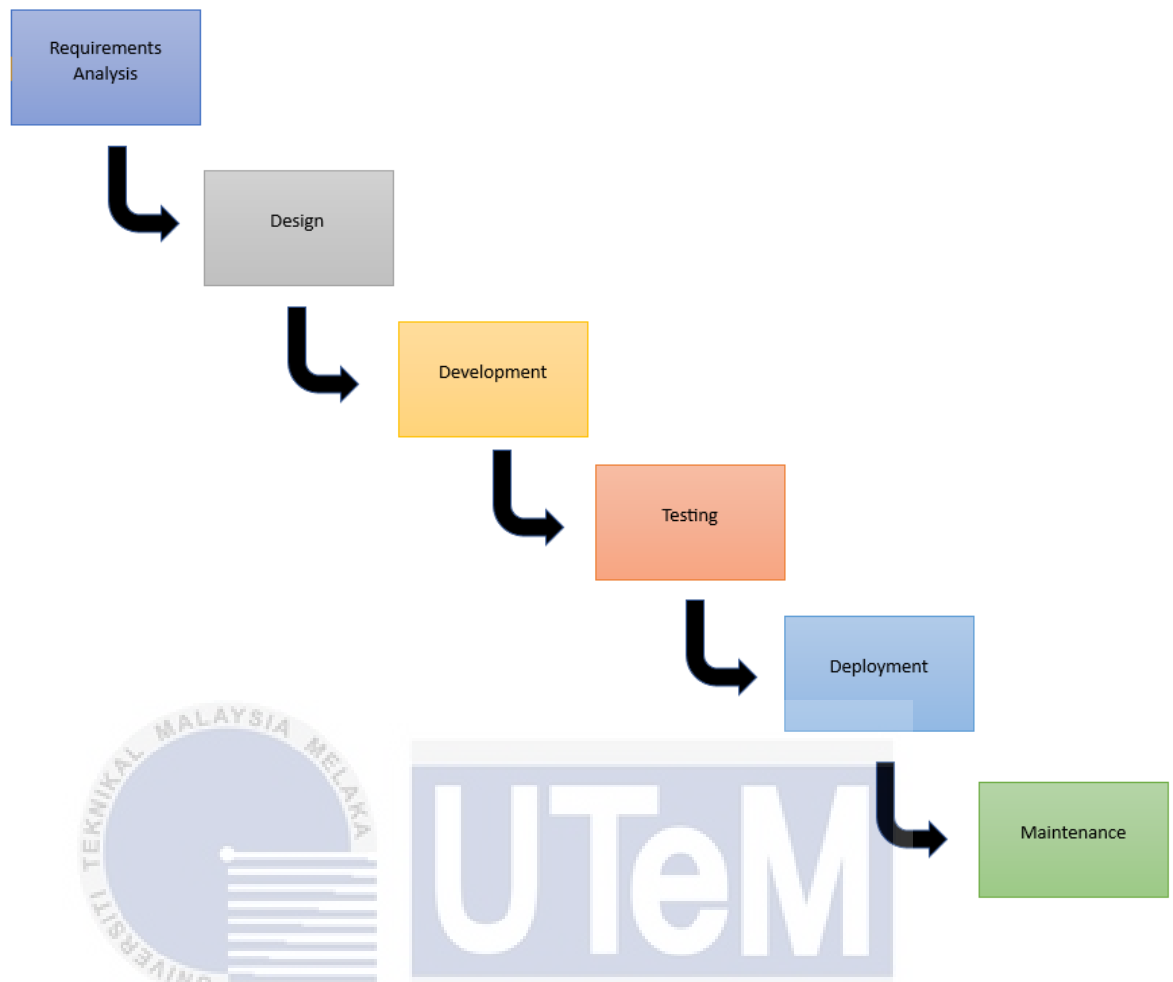 Requirements
Analysis
Design
Development
Testing
Deployment
Maintenance
UNIVERSITI TEKNIKAL MALAYSIA MELAKA
UTeM